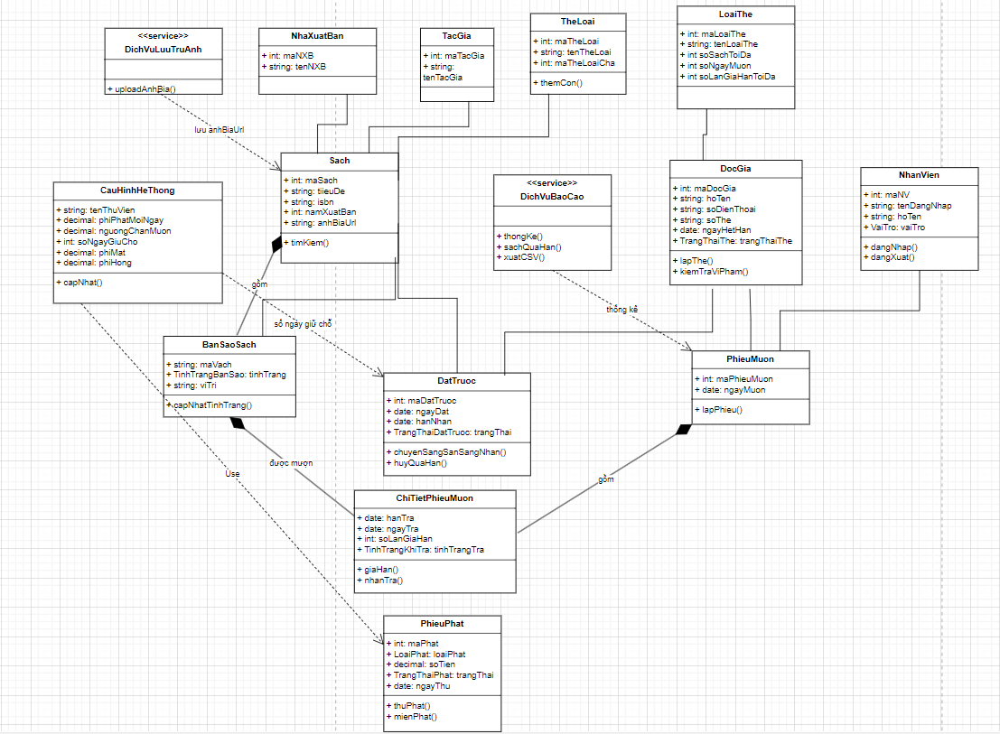 <<service>>
DichVuLuuTruAnh
+ uploadAnhBia()
NhaXuatBan
+ int: maNXB
+ string: tenNXB
TacGia
+ int: maTacGia
+ string:
tenTacGia
TheLoai
+ int: maTheLoai
+ string: tenTheLoai
+ int: maTheLoaiCha
+ themCon()
LoaiThe
+ int: maLoaiThe
+ string: tenLoaiThe
+ int soSachToiDa
+ int soNgayMuon
+ int soLanGiaHanToiDa
lưu anhBiaUrl
Sach
+ int: maSach
+ string: tiieuDe
+ string: isbn
+ int: namXuatBan
+ string: anhBiaUrl
+ timKiem()
CauHinhHeThong
+ string: tenThuVien
+ decimal: phiPhatMoiNgay
+ decimal: nguongChanMuon
+ int: soNgayGiuCho
+ decimal: phiMat
+ decimal: phiHong
+ capNhat()
<<service>>
DichVuBaoCao
+ thongKe()
+ sachQuaHan()
+ xuatCSV()
DocGia
+ int: maDocGia
+ string: hoTen
+ string: soDienThoai
+ string: soThe
+ date: ngayHetHan
+ TrangThaiThe: trangThaiThe
+ lapThe()
+ kiemTraViPham()
NhanVien
+ int: maNV
+ string: tenDangNhap
+ string: hoTen
+ VaiTro: vaiTro
+ dangNhap()
+ dangXuat()
gồm
số ngày giữ chỗ
thống kê
BanSaoSach
+ string: maVach
+ TinhTrangBanSao: tinhTrang
+ string: viTri
+ capNhatTinhTrang()
DatTruoc
+ int: maDatTruoc
+ date: ngayDat
+ date: hanNhan
+ TrangThaiDatTruoc: trangThai
+ chuyenSangSanSangNhan()
+ huyQuaHan()
PhieuMuon
+ int: maPhieuMuon
+ date: ngayMuon
+ lapPhieu()
được mượn
Use
gồm
ChiTietPhieuMuon
+ date: hanTra
+ date: ngayTra
+ int: soLanGiaHan
+ TinhTrangKhiTra: tinhTrangTra
+ giaHan()
+ nhanTra()
PhieuPhat
+ int: maPhat
+ LoaiPhat: loaiPhat
+ decimal: soTien
+ TrangThaiPhat: trangThai
+ date: ngayThu
+ thuPhat()
+ mienPhat()